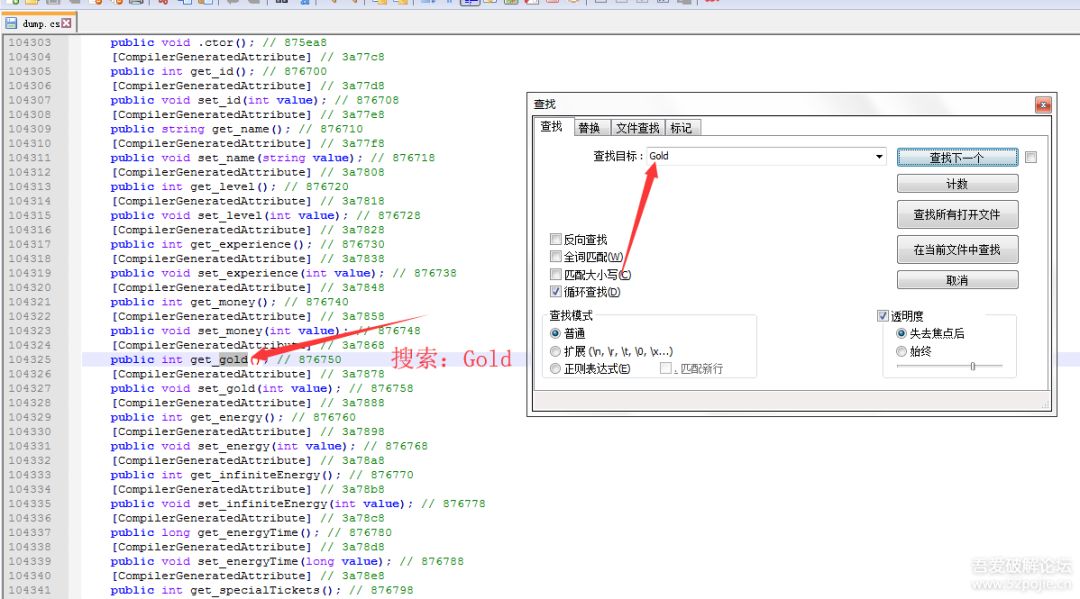 dump.cs
104303 public void .ctor(); // 875ea8
104304 [CompilerGeneratedAttribute] // 3a77c8
104305 public int get_id(); // 876700
104306 [CompilerGeneratedAttribute] // 3a77d8
104307 public void set_id(int value); // 876708
104308 [CompilerGeneratedAttribute] // 3a77e8
104309 public string get_name(); // 876710
104310 [CompilerGeneratedAttribute] // 3a77f8
104311 public void set_name(string value); // 876718
104312 [CompilerGeneratedAttribute] // 3a7808
104313 public int get_level(); // 876720
104314 [CompilerGeneratedAttribute] // 3a7818
104315 public void set_level(int value); // 876728
104316 [CompilerGeneratedAttribute] // 3a7828
104317 public int get_experience(); // 876730
104318 [CompilerGeneratedAttribute] // 3a7838
104319 public void set_experience(int value); // 876738
104320 [CompilerGeneratedAttribute] // 3a7848
104321 public int get_money(); // 876740
104322 [CompilerGeneratedAttribute] // 3a7858
104323 public void set_money(int value); // 876748
104324 [CompilerGeneratedAttribute] // 3a7868
104325 public int get_gold(); // 876750
104326 [CompilerGeneratedAttribute] // 3a7878
104327 public void set_gold(int value); // 876758
104328 [CompilerGeneratedAttribute] // 3a7888
104329 public int get_energy(); // 876760
104330 [CompilerGeneratedAttribute] // 3a7898
104331 public void set_energy(int value); // 876768
104332 [CompilerGeneratedAttribute] // 3a78a8
104333 public int get_infiniteEnergy(); // 876770
104334 [CompilerGeneratedAttribute] // 3a78b8
104335 public void set_infiniteEnergy(int value); // 876778
104336 [CompilerGeneratedAttribute] // 3a78c8
104337 public long get_energyTime(); // 876780
104338 [CompilerGeneratedAttribute] // 3a78d8
104339 public void set_energyTime(long value); // 876788
104340 [CompilerGeneratedAttribute] // 3a78e8
104341 public int get_specialTickets(); // 876798
搜索：Gold
查找
查找 替换 文件查找 标记
查找目标： Gold
查找下一个
计数
查找所有打开文件
在当前文件中查找
取消
反向查找
全词匹配(W)
匹配大小写(C)
循环查找(D)
查找模式
普通
扩展 (\n, \r, \t, \0, \x...)
正则表达式(E) . 匹配新行
透明度
失去焦点后
始终
吾爱破解论坛
www.52pojie.cn